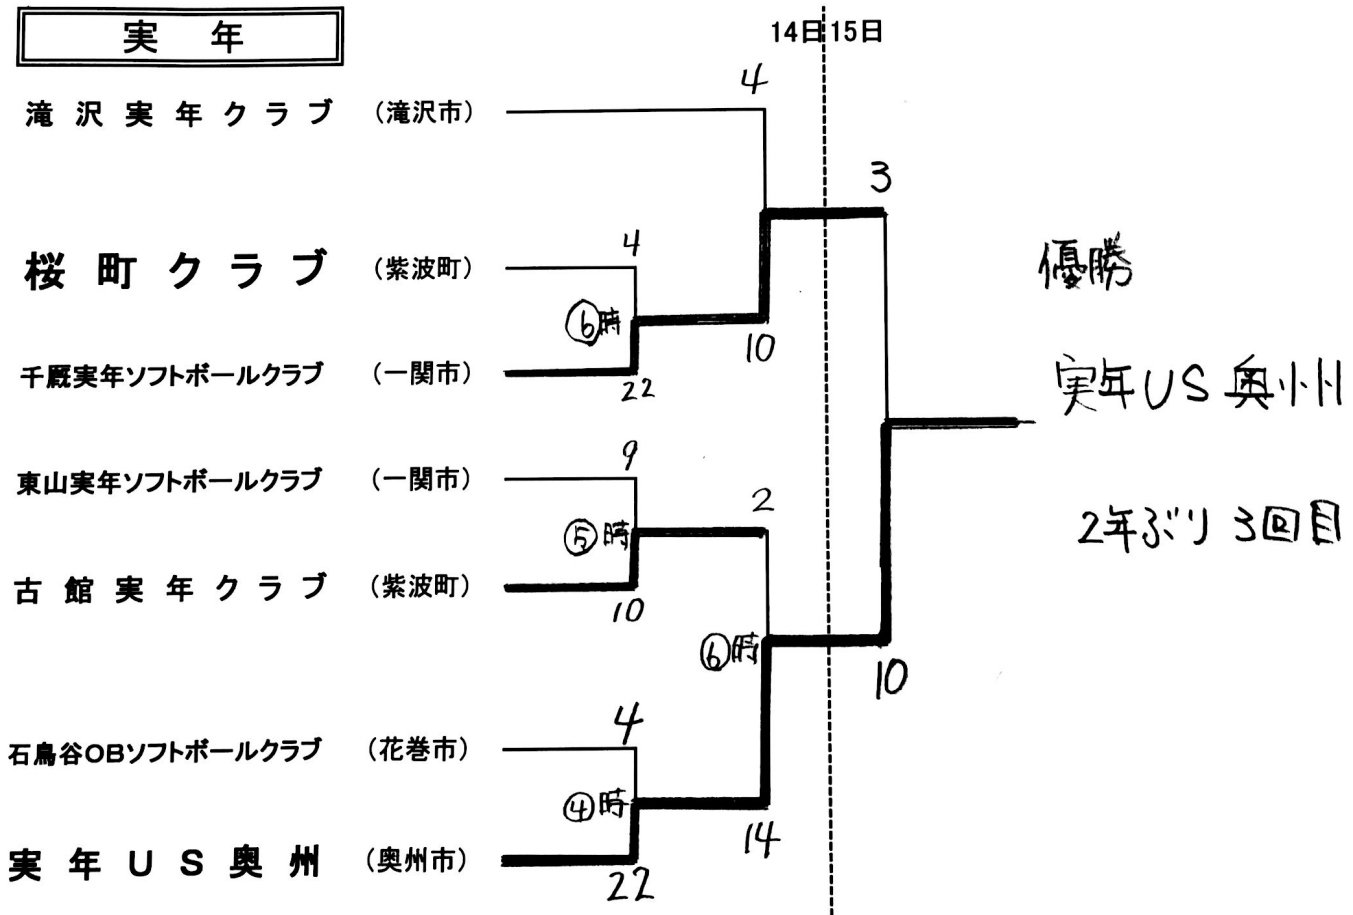 実 年
14日 15日
4
滝沢実年クラブ (滝沢市)
3
4
桜町クラブ (紫波町)
優勝
⑥時
10
千厩実年ソフトボールクラブ (一関市)
22
実年US奥州
9
東山実年ソフトボールクラブ (一関市)
2
2年ぶり 3回目
⑤時
古館実年クラブ (紫波町)
10
⑥時
10
4
石鳥谷OBソフトボールクラブ (花巻市)
④時
14
実年US奥州 (奥州市)
22